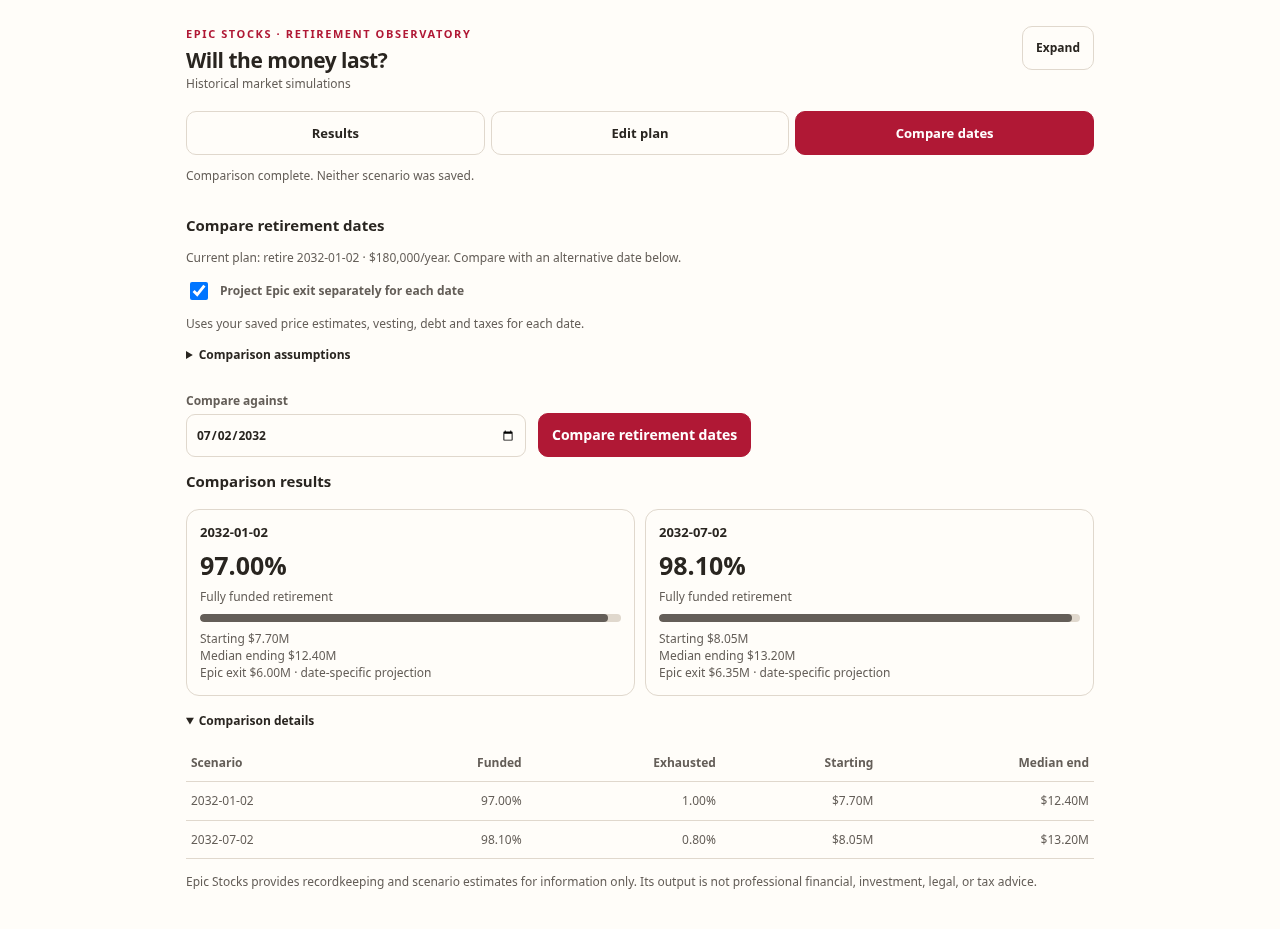 EPIC STOCKS · RETIREMENT OBSERVATORY
Will the money last?
Historical market simulations
Expand
Results
Edit plan
Compare dates
Comparison complete. Neither scenario was saved.
Compare retirement dates
Current plan: retire 2032-01-02 · $180,000/year. Compare with an alternative date below.
Project Epic exit separately for each date
Uses your saved price estimates, vesting, debt and taxes for each date.
Comparison assumptions
Compare against
07/02/2032
Compare retirement dates
Comparison results
2032-01-02
97.00%
Fully funded retirement
Starting $7.70M
Median ending $12.40M
Epic exit $6.00M · date-specific projection
2032-07-02
98.10%
Fully funded retirement
Starting $8.05M
Median ending $13.20M
Epic exit $6.35M · date-specific projection
Comparison details
Scenario Funded Exhausted Starting Median end
2032-01-02 97.00% 1.00% $7.70M $12.40M
2032-07-02 98.10% 0.80% $8.05M $13.20M
Epic Stocks provides recordkeeping and scenario estimates for information only. Its output is not professional financial, investment, legal, or tax advice.